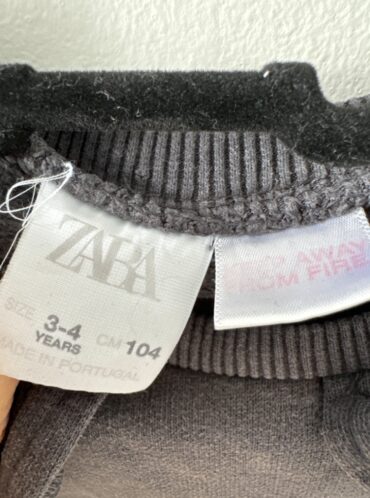 ZARA
SIZE 3-4 YEARS CM 104
MADE IN PORTUGAL
AWAY
FROM FIRE